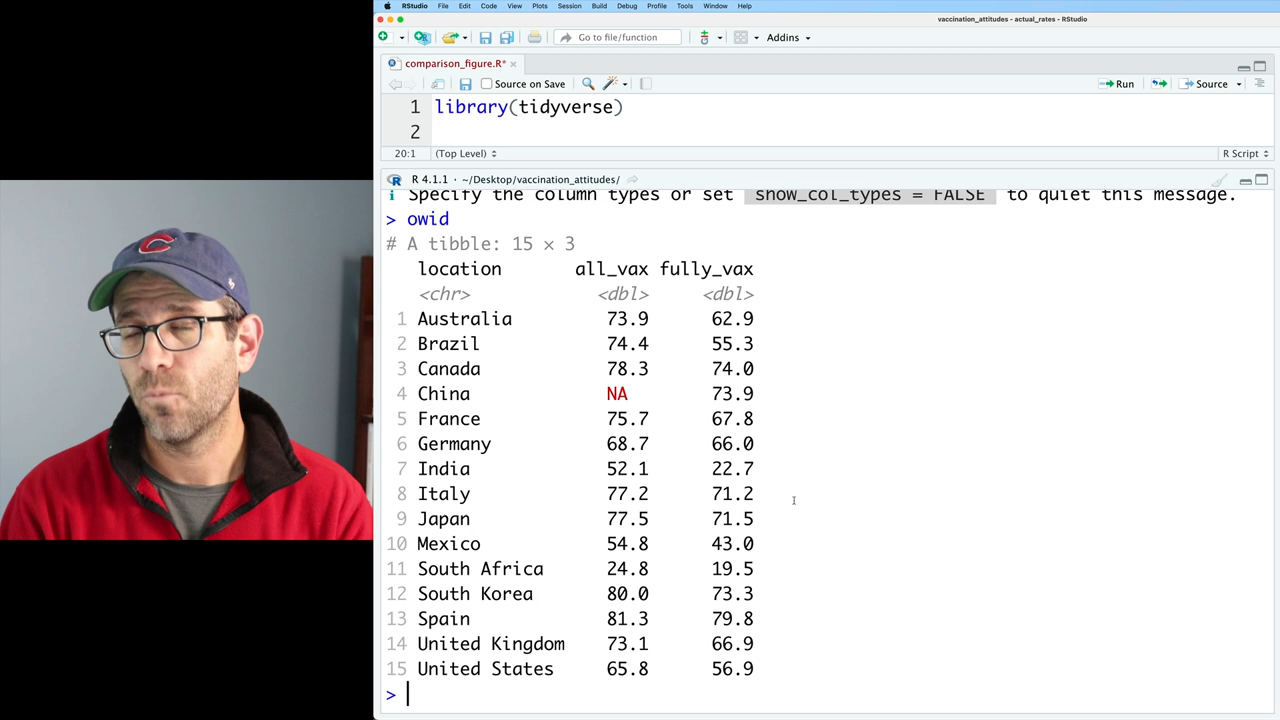 RStudio File Edit Code View Plots Session Build Debug Profile Tools Window Help
vaccination_attitudes - actual_rates - RStudio
Go to file/function Addins
comparison_figure.R*
Source on Save Run Source
1 library(tidyverse)
2
20:1 (Top Level) R Script
R 4.1.1 · ~/Desktop/vaccination_attitudes/
i Specify the column types or set `show_col_types = FALSE` to quiet this message.
> owid
# A tibble: 15 × 3
location all_vax fully_vax
<chr> <dbl> <dbl>
1 Australia 73.9 62.9
2 Brazil 74.4 55.3
3 Canada 78.3 74.0
4 China NA 73.9
5 France 75.7 67.8
6 Germany 68.7 66.0
7 India 52.1 22.7
8 Italy 77.2 71.2
9 Japan 77.5 71.5
10 Mexico 54.8 43.0
11 South Africa 24.8 19.5
12 South Korea 80.0 73.3
13 Spain 81.3 79.8
14 United Kingdom 73.1 66.9
15 United States 65.8 56.9
>
C